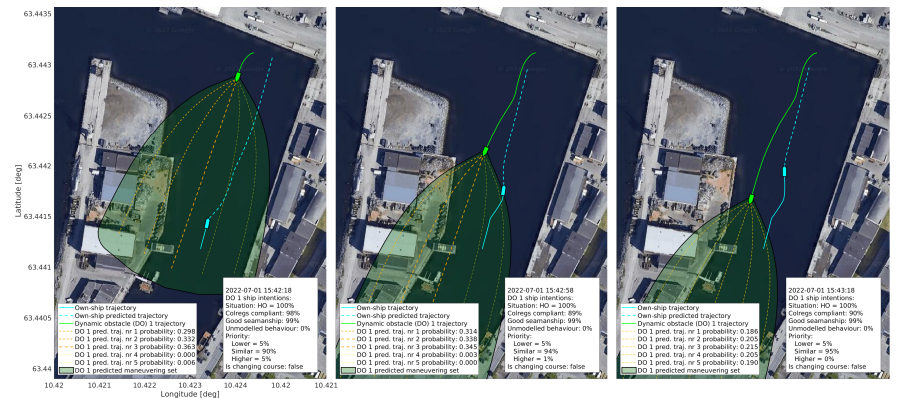 63.4435
63.443
63.4425
63.442
63.4415
63.441
63.4405
63.44
Latitude [deg]
10.42
10.421
10.422
10.423
10.424
10.425
10.426
10.421
Longitude [deg]
Own-ship trajectory
Own-ship predicted trajectory
Dynamic obstacle (DO) 1 trajectory
DO 1 pred. traj. nr 1 probability: 0.298
DO 1 pred. traj. nr 2 probability: 0.332
DO 1 pred. traj. nr 3 probability: 0.363
DO 1 pred. traj. nr 4 probability: 0.000
DO 1 pred. traj. nr 5 probability: 0.006
DO 1 predicted maneuvering set
2022-07-01 15:42:18
DO 1 ship intentions:
Situation: HO = 100%
Colregs compliant: 98%
Good seamanship: 99%
Unmodelled behaviour: 0%
Priority:
Lower = 5%
Similar = 90%
Higher = 5%
Is changing course: false
Own-ship trajectory
Own-ship predicted trajectory
Dynamic obstacle (DO) 1 trajectory
DO 1 pred. traj. nr 1 probability: 0.314
DO 1 pred. traj. nr 2 probability: 0.338
DO 1 pred. traj. nr 3 probability: 0.345
DO 1 pred. traj. nr 4 probability: 0.003
DO 1 pred. traj. nr 5 probability: 0.000
DO 1 predicted maneuvering set
2022-07-01 15:42:58
DO 1 ship intentions:
Situation: HO = 100%
Colregs compliant: 89%
Good seamanship: 99%
Unmodelled behaviour: 0%
Priority:
Lower = 5%
Similar = 94%
Higher = 1%
Is changing course: false
Own-ship trajectory
Own-ship predicted trajectory
Dynamic obstacle (DO) 1 trajectory
DO 1 pred. traj. nr 1 probability: 0.186
DO 1 pred. traj. nr 2 probability: 0.205
DO 1 pred. traj. nr 3 probability: 0.215
DO 1 pred. traj. nr 4 probability: 0.205
DO 1 pred. traj. nr 5 probability: 0.190
DO 1 predicted maneuvering set
2022-07-01 15:43:18
DO 1 ship intentions:
Situation: HO = 100%
Colregs compliant: 90%
Good seamanship: 99%
Unmodelled behaviour: 0%
Priority:
Lower = 5%
Similar = 95%
Higher = 0%
Is changing course: false